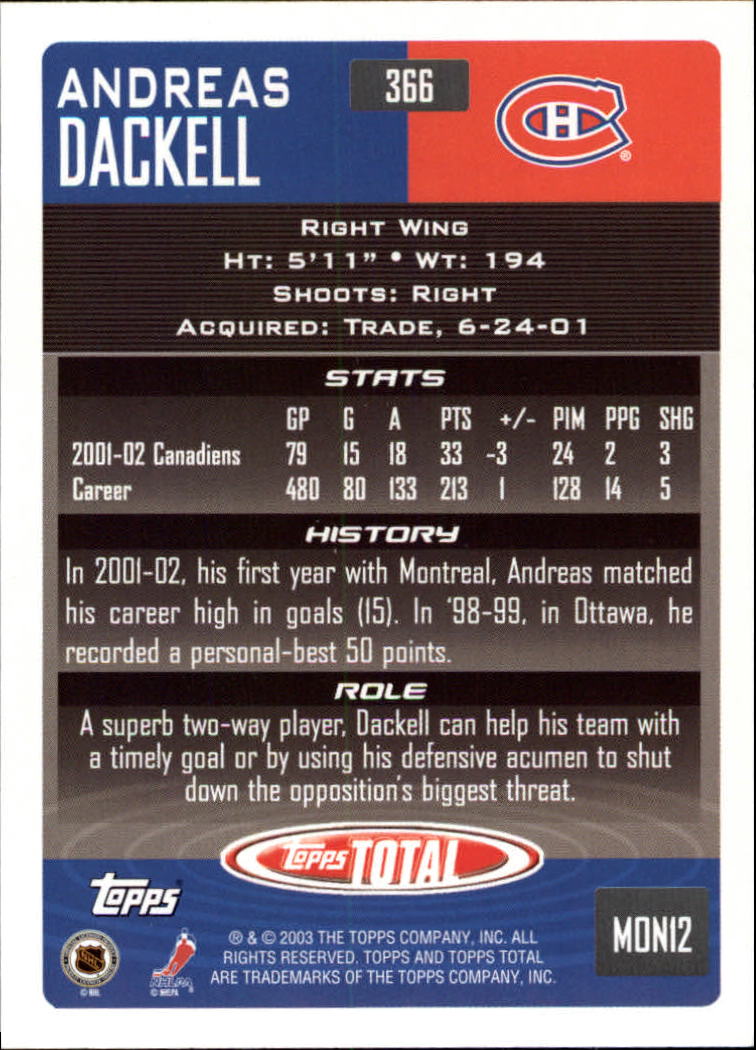 ANDREAS
DACKELL
366
CH
®
RIGHT WING
HT: 5'11" • WT: 194
SHOOTS: RIGHT
ACQUIRED: TRADE, 6-24-01
STATS
GP G A PTS +/- PIM PPG SHG
2001-02 Canadiens 79 15 18 33 -3 24 2 3
Career 480 80 133 213 1 128 14 5
HISTORY
In 2001-02, his first year with Montreal, Andreas matched
his career high in goals (15). In '98-99, in Ottawa, he
recorded a personal-best 50 points.
ROLE
A superb two-way player, Dackell can help his team with
a timely goal or by using his defensive acumen to shut
down the opposition's biggest threat.
Topps TOTAL
Topps
MON12
® & © 2003 THE TOPPS COMPANY, INC. ALL
RIGHTS RESERVED. TOPPS AND TOPPS TOTAL
ARE TRADEMARKS OF THE TOPPS COMPANY, INC.
NHL
© NHL
NHLPA
© NHLPA